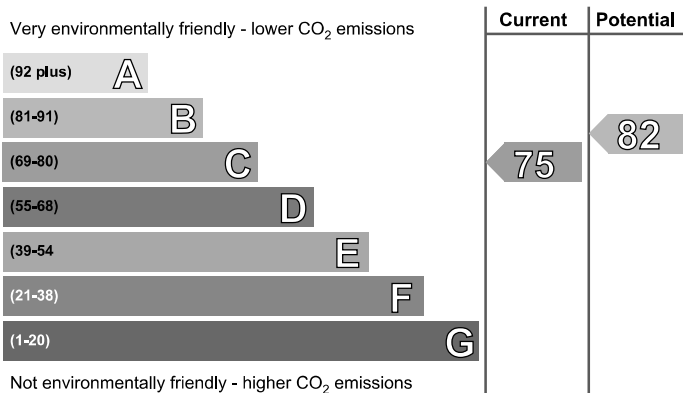 Very environmentally friendly - lower CO₂ emissions
Current
Potential
(92 plus) A
(81-91) B
(69-80) C
(55-68) D
(39-54 E
(21-38) F
(1-20) G
75
82
Not environmentally friendly - higher CO₂ emissions